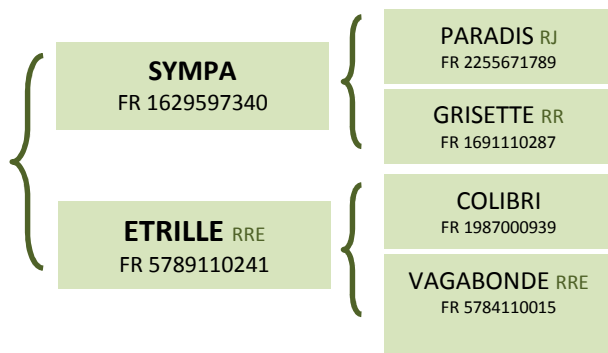 SYMPA
FR 1629597340
ETRILLE RRE
FR 5789110241
PARADIS RJ
FR 2255671789
GRISETTE RR
FR 1691110287
COLIBRI
FR 1987000939
VAGABONDE RRE
FR 5784110015